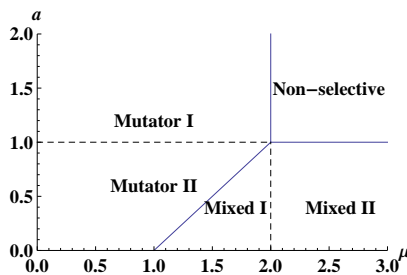 a
2.0
Non-selective
1.5
Mutator I
1.0
Mutator II
0.5
Mixed I
Mixed II
0.0
0.0 0.5 1.0 1.5 2.0 2.5 3.0 μ